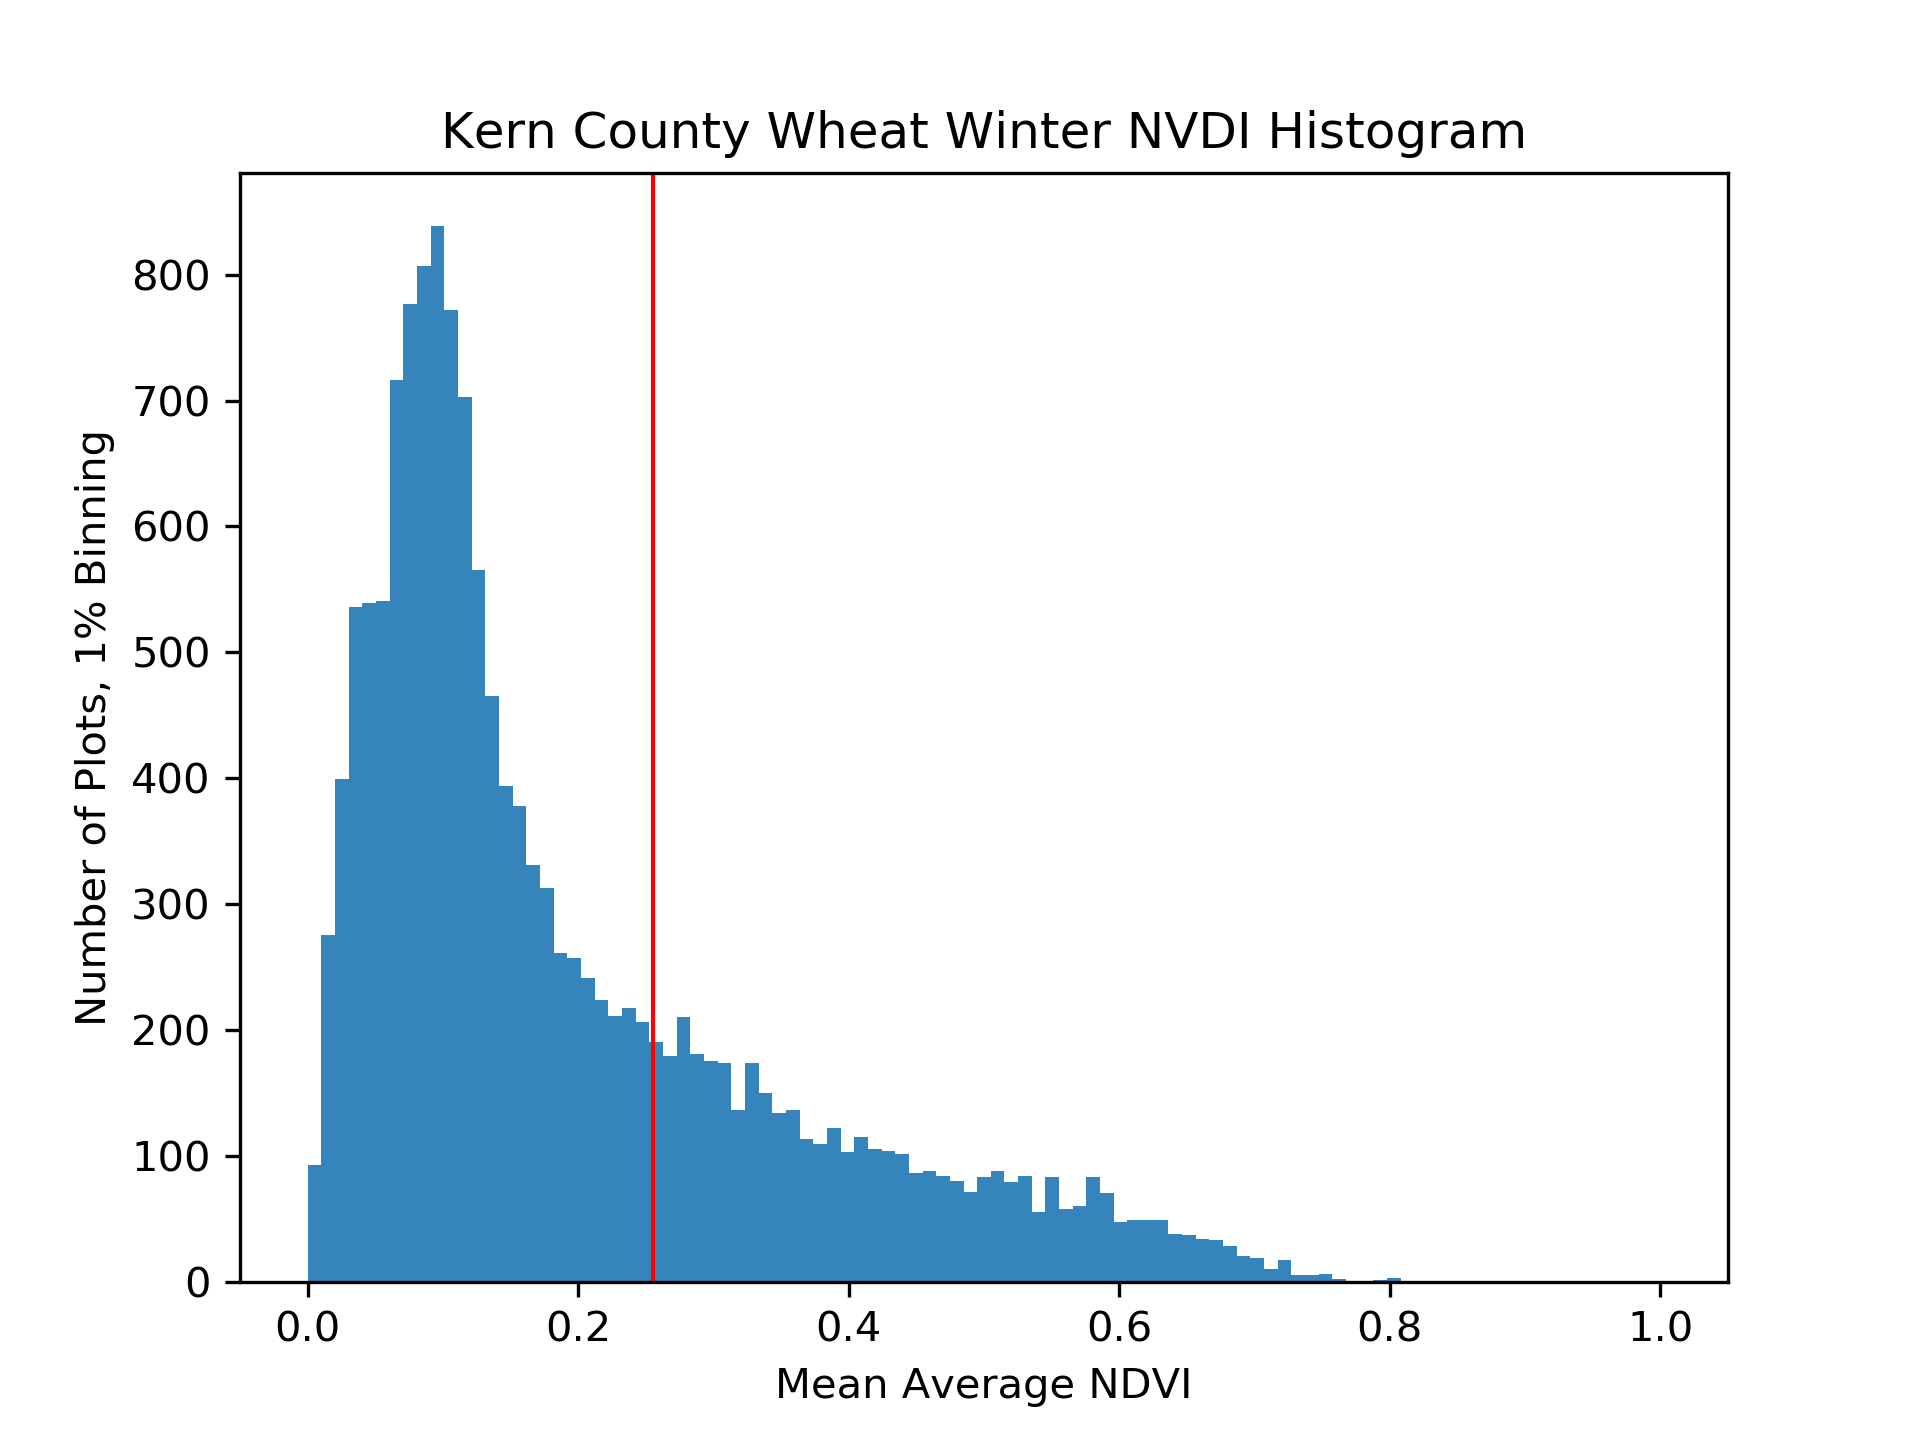 Kern County Wheat Winter NVDI Histogram
Number of Plots, 1% Binning
800
700
600
500
400
300
200
100
0
0.0 0.2 0.4 0.6 0.8 1.0
Mean Average NDVI